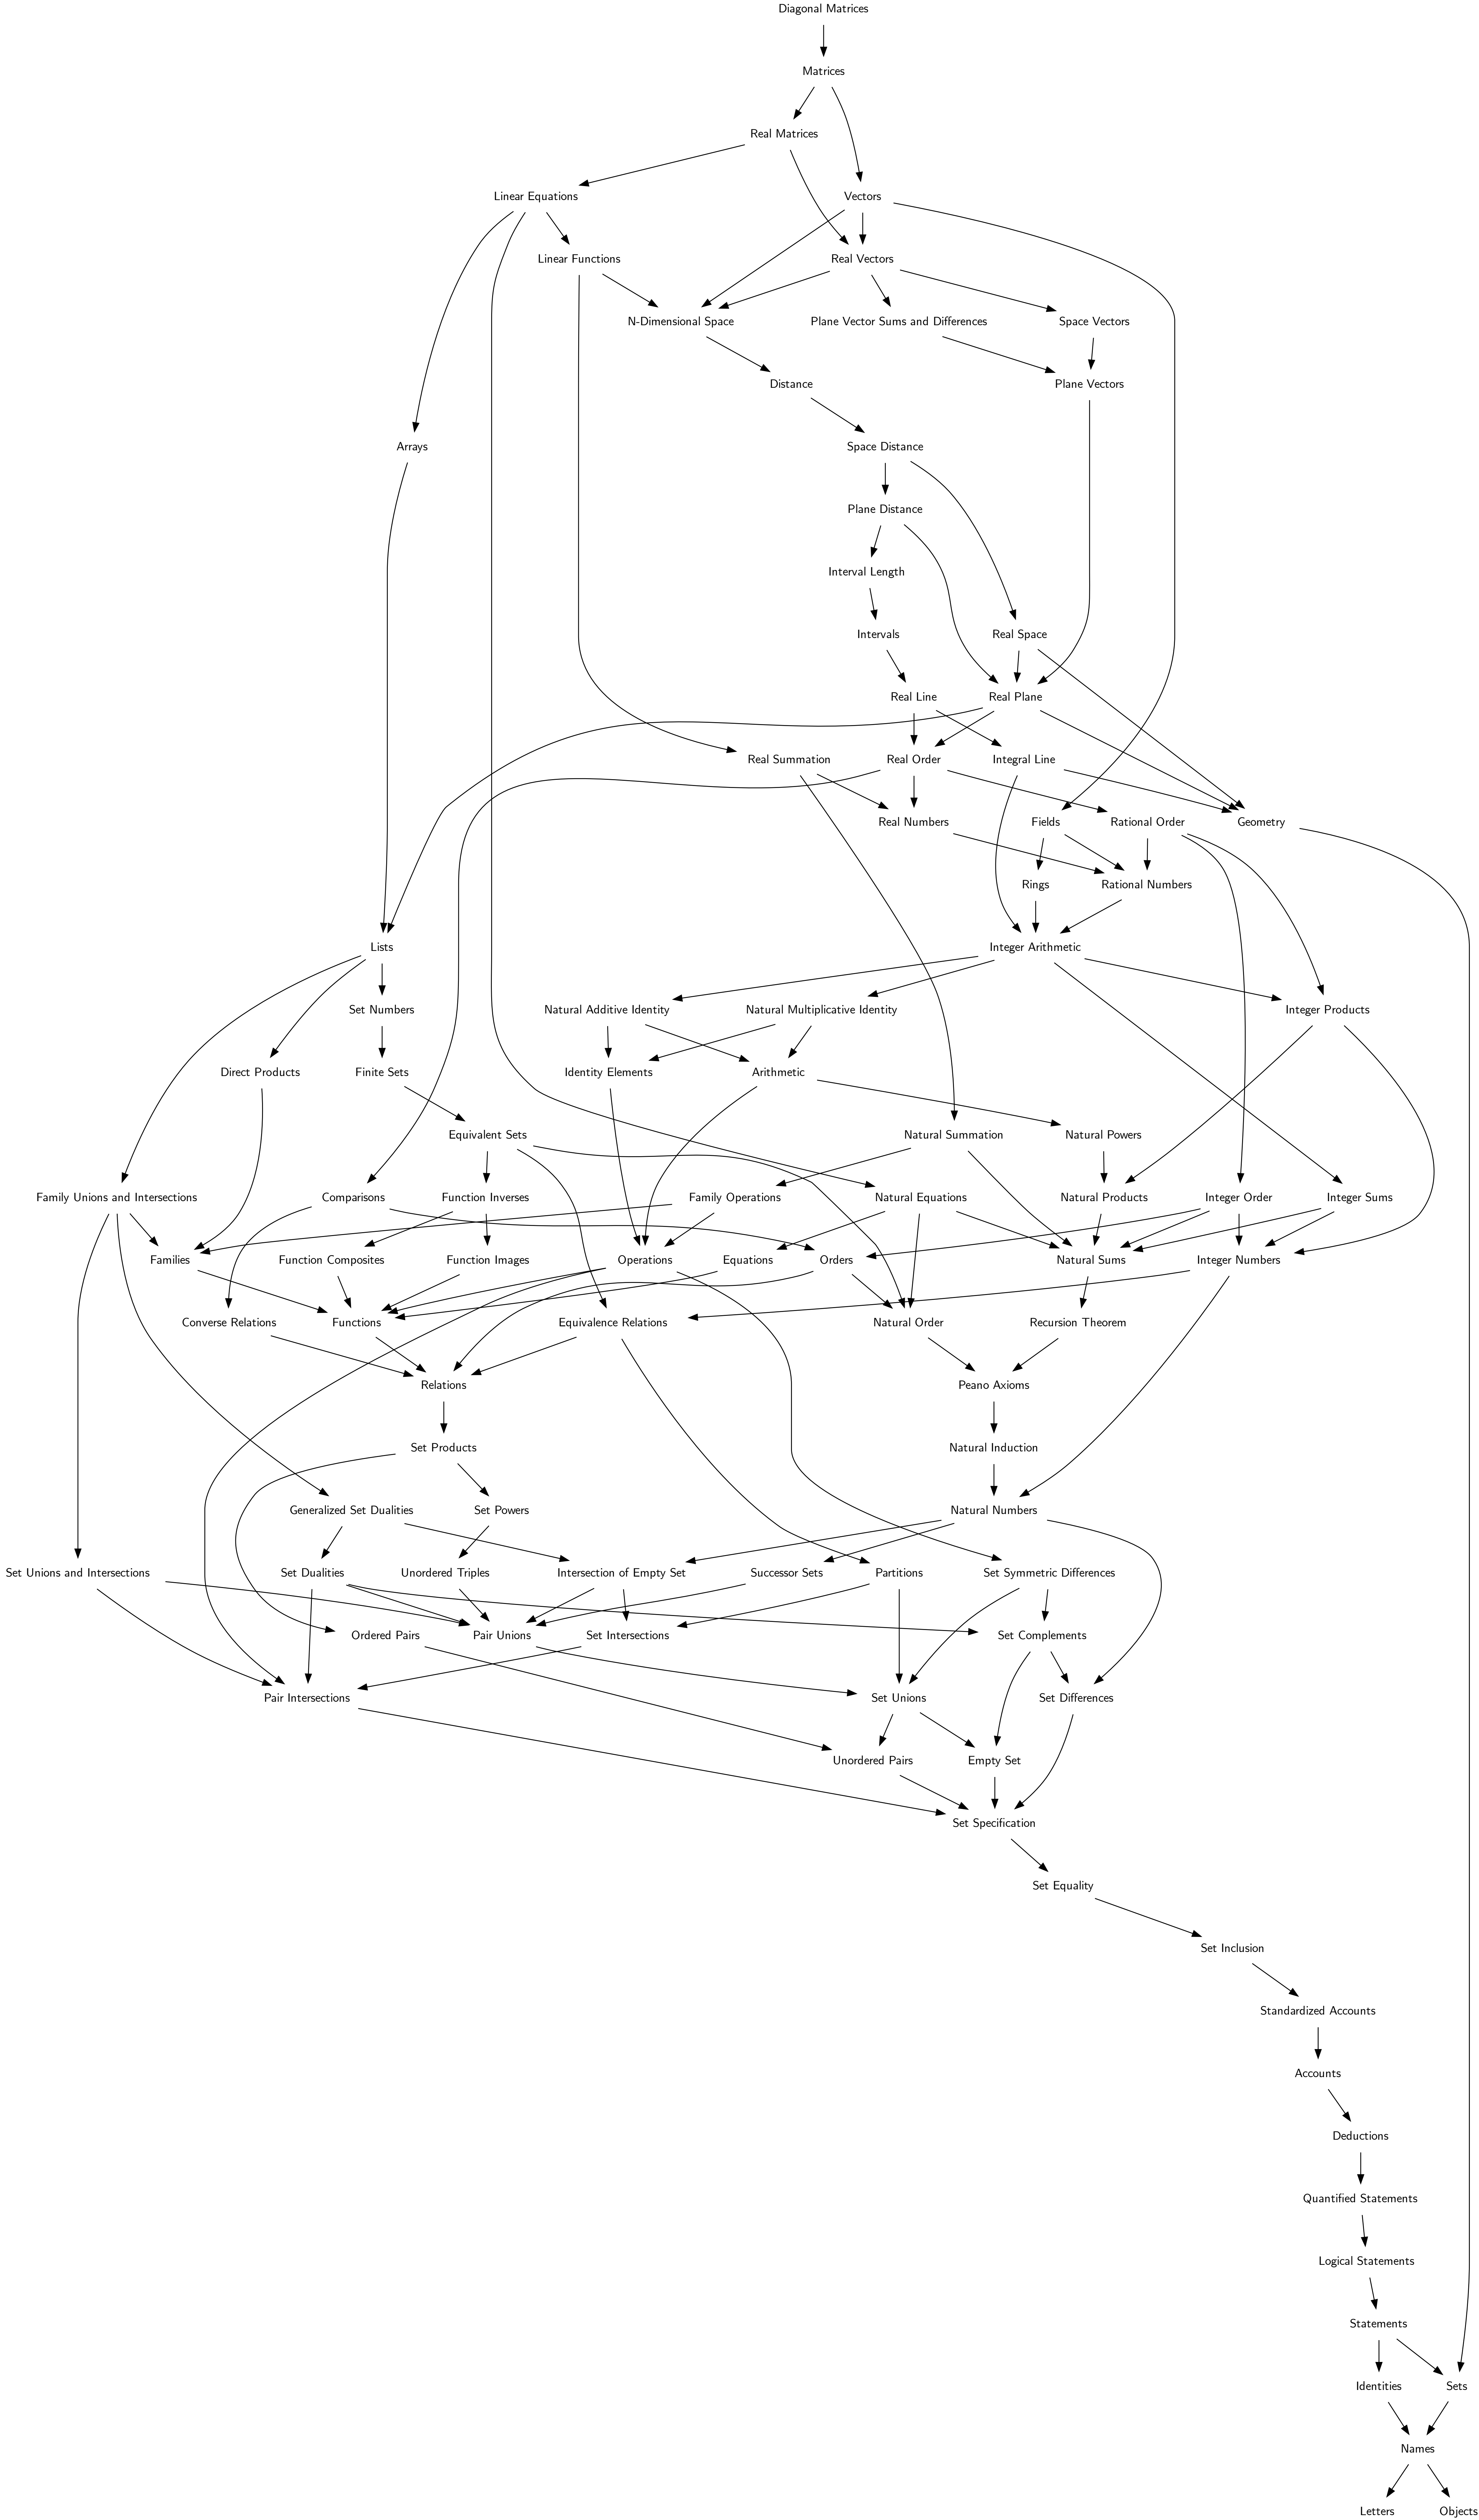 Diagonal Matrices
Matrices
Real Matrices
Linear Equations
Vectors
Linear Functions
Real Vectors
N-Dimensional Space
Plane Vector Sums and Differences
Space Vectors
Distance
Plane Vectors
Arrays
Space Distance
Plane Distance
Interval Length
Intervals
Real Space
Real Line
Real Plane
Real Summation
Real Order
Integral Line
Real Numbers
Fields
Rational Order
Geometry
Rings
Rational Numbers
Lists
Integer Arithmetic
Set Numbers
Natural Additive Identity
Natural Multiplicative Identity
Integer Products
Direct Products
Finite Sets
Identity Elements
Arithmetic
Equivalent Sets
Natural Summation
Natural Powers
Family Unions and Intersections
Comparisons
Function Inverses
Family Operations
Natural Equations
Natural Products
Integer Order
Integer Sums
Families
Function Composites
Function Images
Operations
Equations
Orders
Natural Sums
Integer Numbers
Converse Relations
Functions
Equivalence Relations
Natural Order
Recursion Theorem
Relations
Peano Axioms
Set Products
Natural Induction
Generalized Set Dualities
Set Powers
Natural Numbers
Set Unions and Intersections
Set Dualities
Unordered Triples
Intersection of Empty Set
Successor Sets
Partitions
Set Symmetric Differences
Ordered Pairs
Pair Unions
Set Intersections
Set Complements
Pair Intersections
Set Unions
Set Differences
Unordered Pairs
Empty Set
Set Specification
Set Equality
Set Inclusion
Standardized Accounts
Accounts
Deductions
Quantified Statements
Logical Statements
Statements
Identities
Sets
Names
Letters
Objects